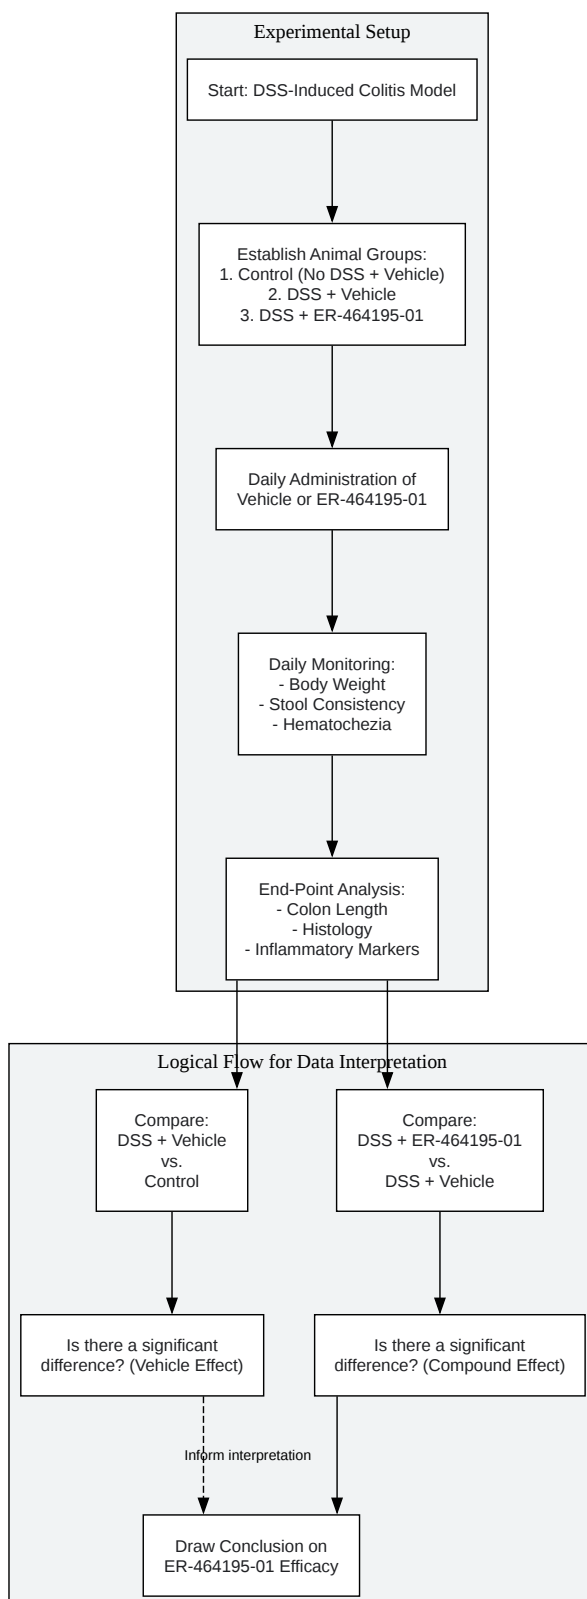 Experimental Setup
Start: DSS-Induced Colitis Model
Establish Animal Groups:
1. Control (No DSS + Vehicle)
2. DSS + Vehicle
3. DSS + ER-464195-01
Daily Administration of
Vehicle or ER-464195-01
Daily Monitoring:
- Body Weight
- Stool Consistency
- Hematochezia
End-Point Analysis:
- Colon Length
- Histology
- Inflammatory Markers
Logical Flow for Data Interpretation
Compare:
DSS + Vehicle
vs.
Control
Compare:
DSS + ER-464195-01
vs.
DSS + Vehicle
Is there a significant
difference? (Vehicle Effect)
Is there a significant
difference? (Compound Effect)
Inform interpretation
Draw Conclusion on
ER-464195-01 Efficacy